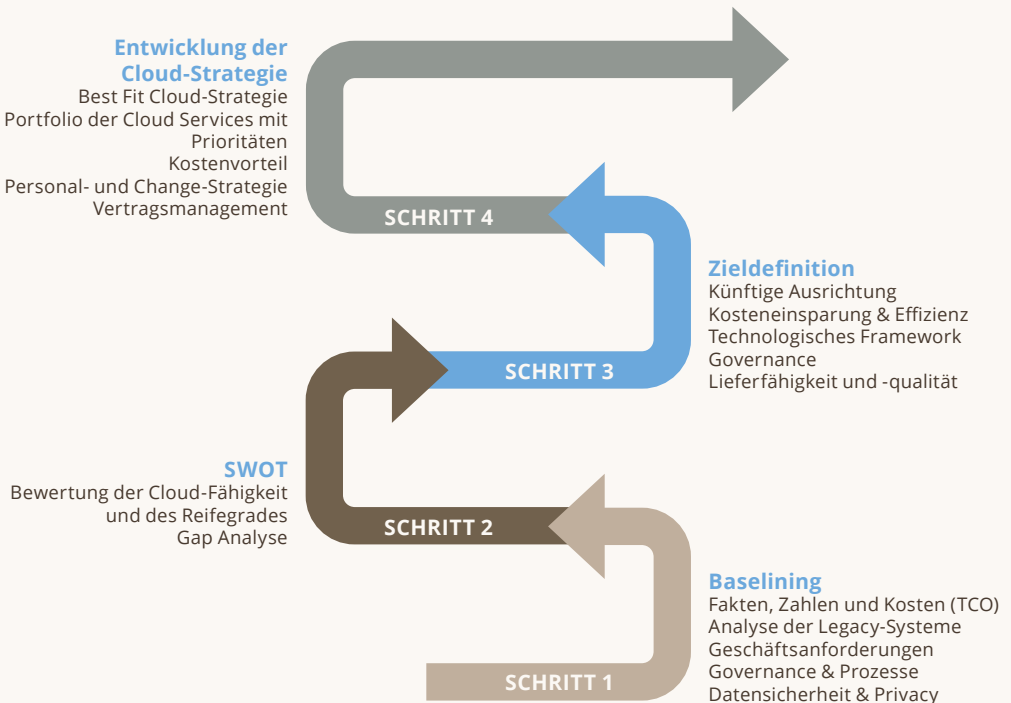 Entwicklung der
Cloud-Strategie
Best Fit Cloud-Strategie
Portfolio der Cloud Services mit
Prioritäten
Kostenvorteil
Personal- und Change-Strategie
Vertragsmanagement
SCHRITT 4
Zieldefinition
Künftige Ausrichtung
Kosteneinsparung & Effizienz
Technologisches Framework
Governance
Lieferfähigkeit und -qualität
SCHRITT 3
SWOT
Bewertung der Cloud-Fähigkeit
und des Reifegrades
Gap Analyse
SCHRITT 2
Baselining
Fakten, Zahlen und Kosten (TCO)
Analyse der Legacy-Systeme
Geschäftsanforderungen
Governance & Prozesse
Datensicherheit & Privacy
SCHRITT 1